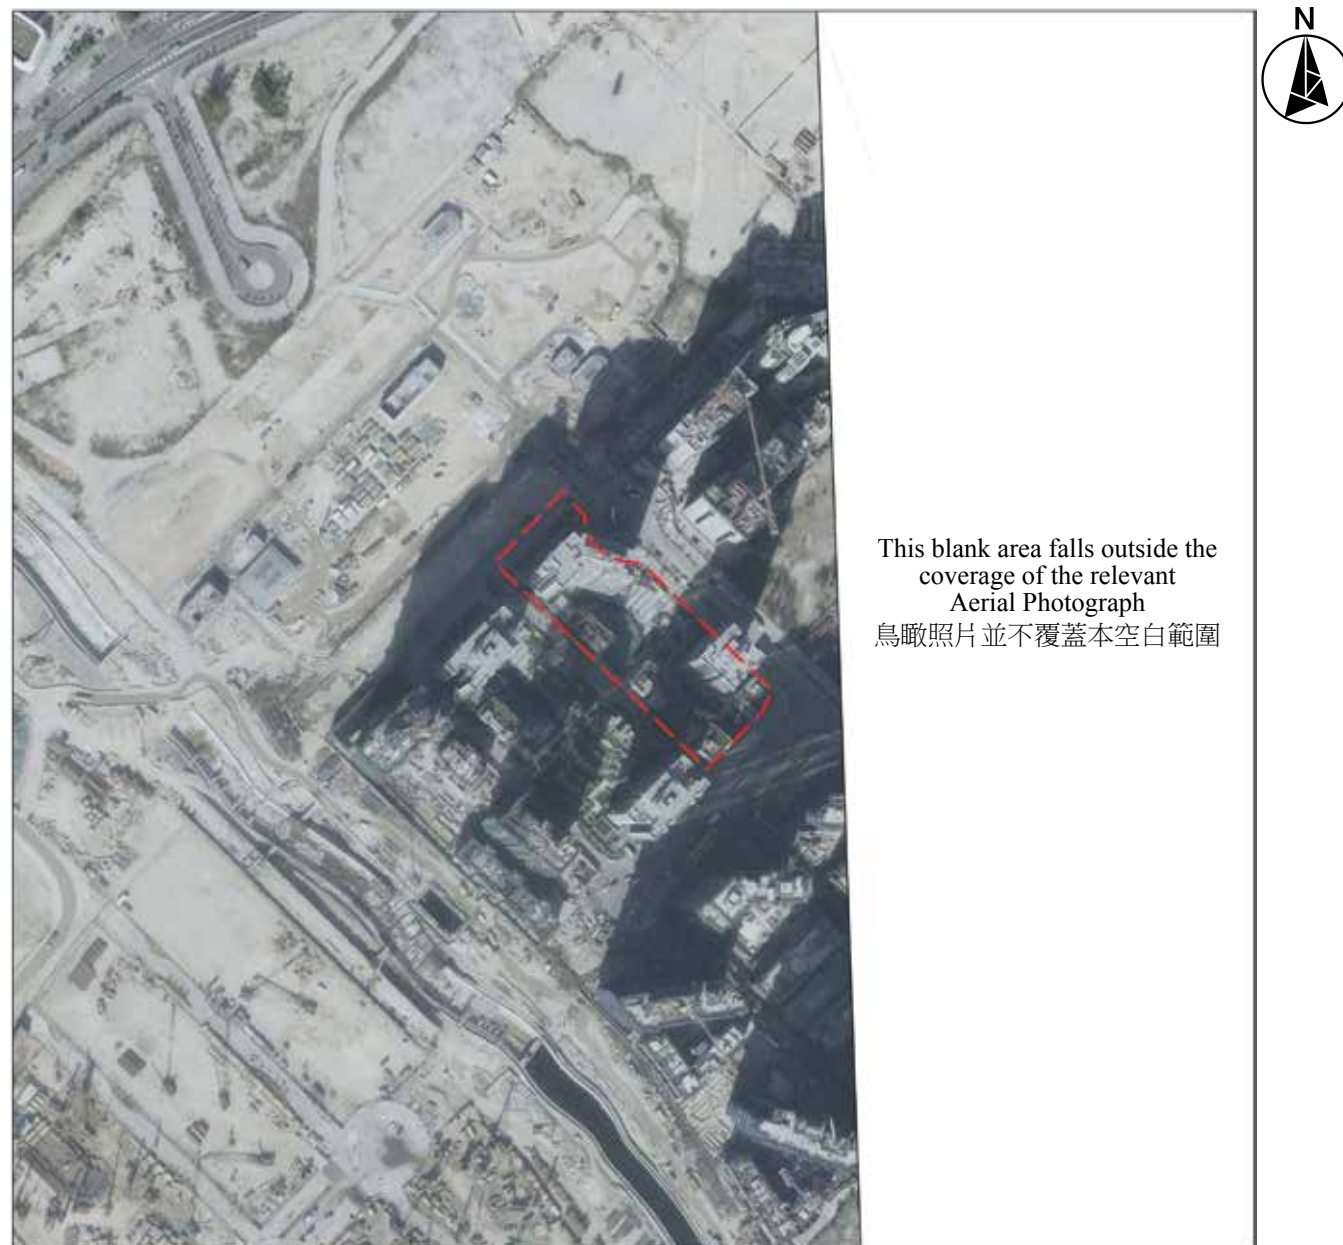 N
This blank area falls outside the
coverage of the relevant
Aerial Photograph
鳥瞰照片並不覆蓋本空白範圍